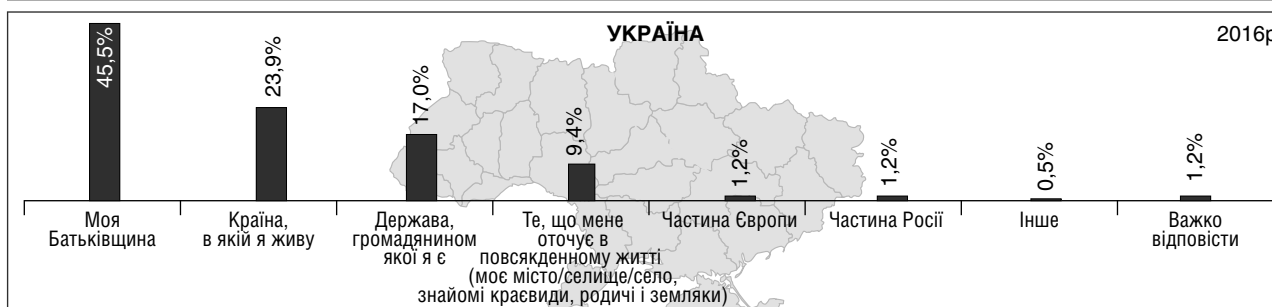 УКРАЇНА
2016р
45,5%
23,9%
17,0%
9,4%
1,2%
1,2%
0,5%
1,2%
Моя
Батьківщина
Країна,
в якій я живу
Держава,
громадянином
якої я є
Те, що мене
оточує в
повсякденному житті
(моє місто/селище/село,
знайомі краєвиди, родичі і земляки)
Частина Європи
Частина Росії
Інше
Важко
відповісти